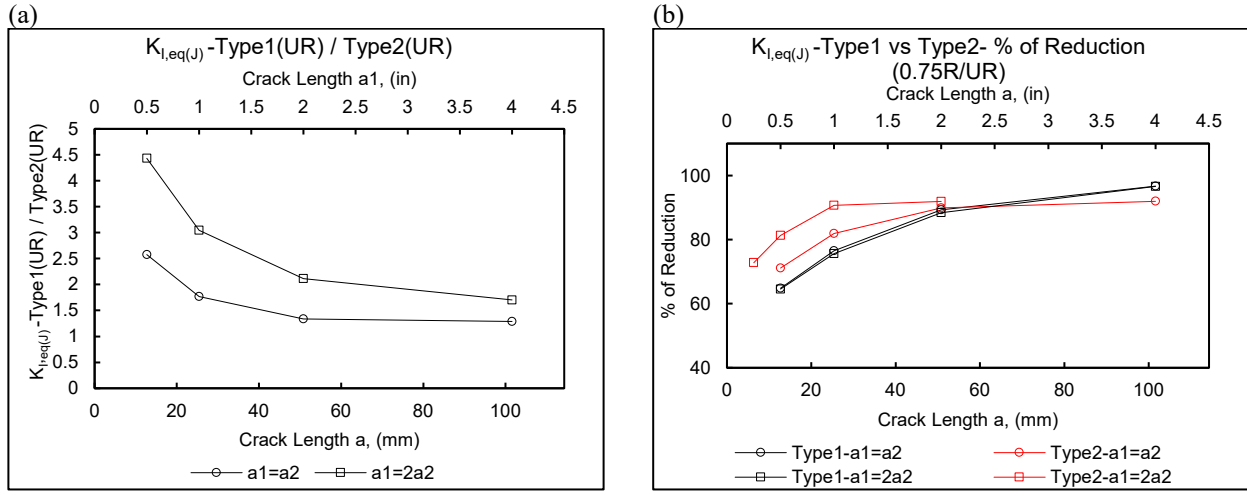 (a)
K_{I,eq(J)} -Type1(UR) / Type2(UR)
Crack Length a1, (in)
0 0.5 1 1.5 2 2.5 3 3.5 4 4.5
5
4.5
4
3.5
3
2.5
2
1.5
1
0.5
0
K_{I,eq(J)} -Type1(UR) / Type2(UR)
0 20 40 60 80 100
Crack Length a, (mm)
a1=a2 a1=2a2
(b)
K_{I,eq(J)} -Type1 vs Type2- % of Reduction
(0.75R/UR)
Crack Length a, (in)
0 0.5 1 1.5 2 2.5 3 3.5 4 4.5
100
80
60
40
% of Reduction
0 20 40 60 80 100
Crack Length a, (mm)
Type1-a1=a2 Type2-a1=a2
Type1-a1=2a2 Type2-a1=2a2